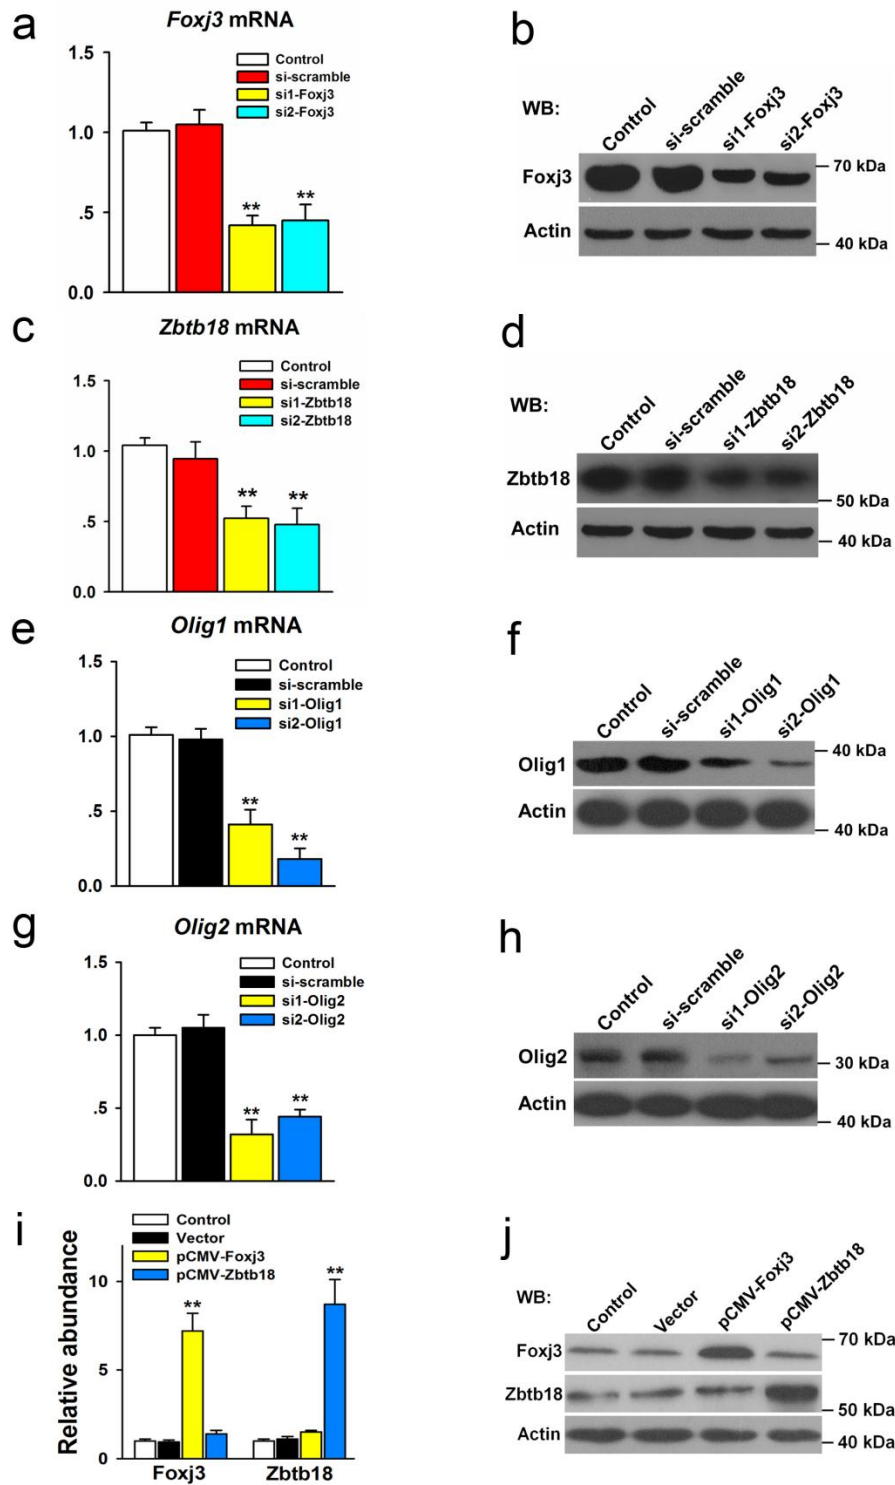 a
Foxj3 mRNA
Control
si-scramble
si1-Foxj3
si2-Foxj3
1.5
1.0
.5
0.0
** **
b
WB:
Control si-scramble si1-Foxj3 si2-Foxj3
Foxj3
70 kDa
Actin
40 kDa
c
Zbtb18 mRNA
Control
si-scramble
si1-Zbtb18
si2-Zbtb18
1.5
1.0
.5
0.0
** **
d
WB:
Control si-scramble si1-Zbtb18 si2-Zbtb18
Zbtb18
50 kDa
Actin
40 kDa
e
Olig1 mRNA
Control
si-scramble
si1-Olig1
si2-Olig1
1.5
1.0
.5
0.0
**
**
f
Control si-scramble si1-Olig1 si2-Olig1
40 kDa
Olig1
Actin
40 kDa
g
Olig2 mRNA
Control
si-scramble
si1-Olig2
si2-Olig2
1.5
1.0
.5
0.0
** **
h
Control si-scramble si1-Olig2 si2-Olig2
Olig2
30 kDa
Actin
40 kDa
i
Control
Vector
pCMV-Foxj3
pCMV-Zbtb18
Relative abundance
10
5
0
**
**
Foxj3 Zbtb18
j
WB:
Control Vector pCMV-Foxj3 pCMV-Zbtb18
70 kDa
Foxj3
Zbtb18
50 kDa
Actin
40 kDa